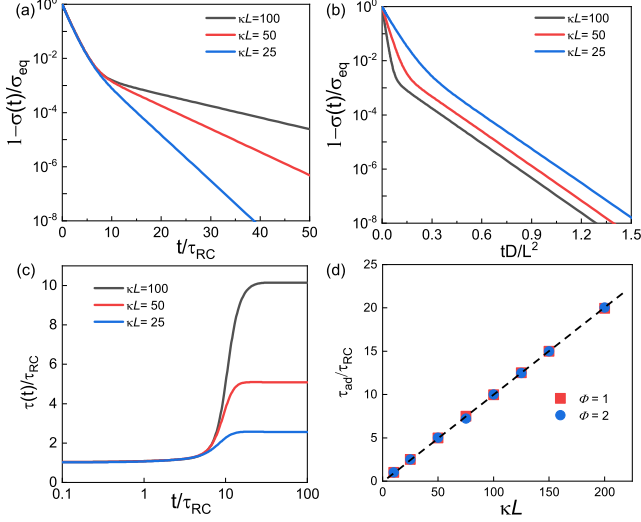 (a)
κL=100
κL= 50
κL= 25
1−σ(t)/σeq
10^0
10^-2
10^-4
10^-6
10^-8
0 10 20 30 40 50
t/τRC
(b)
κL=100
κL= 50
κL= 25
1−σ(t)/σeq
10^0
10^-2
10^-4
10^-6
10^-8
0.0 0.3 0.6 0.9 1.2 1.5
tD/L^2
(c)
κL=100
κL= 50
κL= 25
τ(t)/τRC
10
8
6
4
2
0
0.1 1 10 100
t/τRC
(d)
τad/τRC
25
20
15
10
5
0
Φ = 1
Φ = 2
0 50 100 150 200
κL